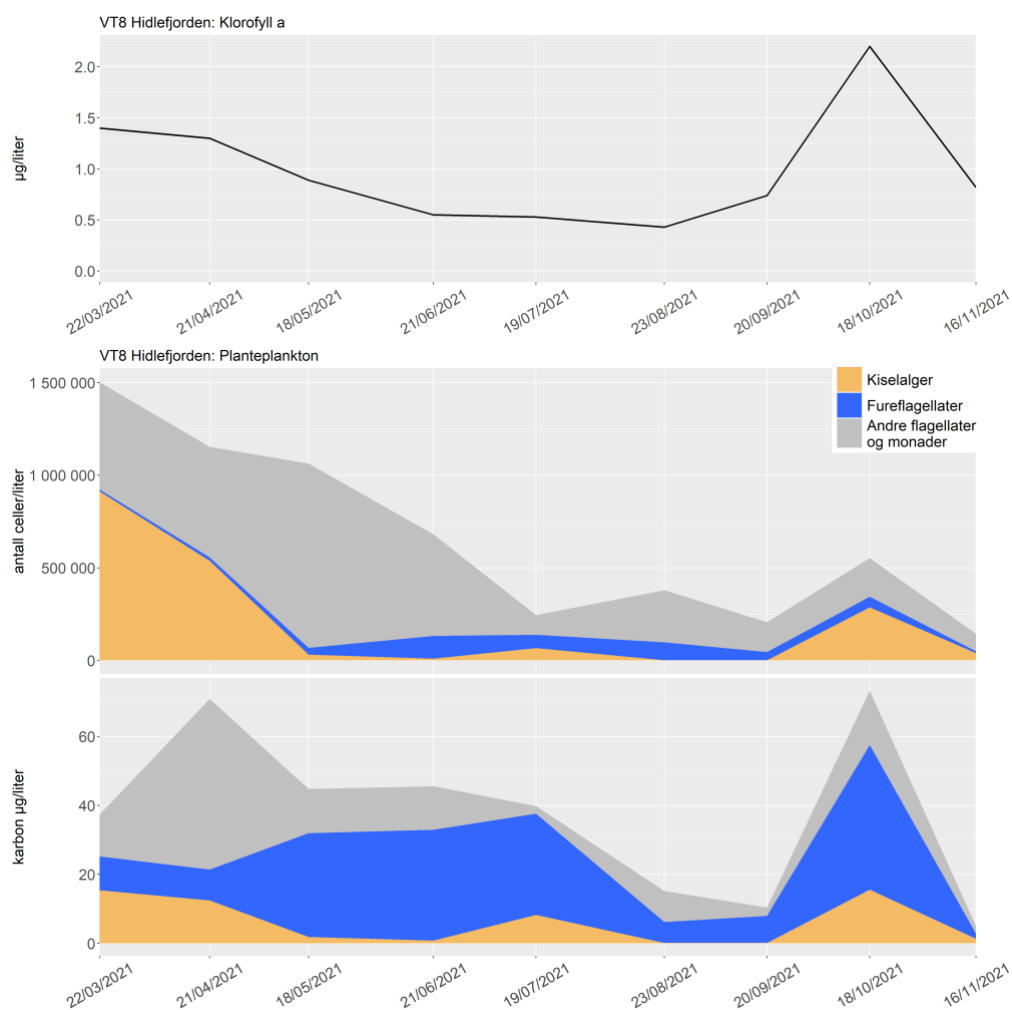 VT8 Hidlefjorden: Klorofyll a
µg/liter
2.0
1.5
1.0
0.5
0.0
22/03/2021
21/04/2021
18/05/2021
21/06/2021
19/07/2021
23/08/2021
20/09/2021
18/10/2021
16/11/2021
VT8 Hidlefjorden: Planteplankton
Kiselalger
Fureflagellater
Andre flagellater
og monader
antall celler/liter
1 500 000
1 000 000
500 000
0
karbon µg/liter
60
40
20
0
22/03/2021
21/04/2021
18/05/2021
21/06/2021
19/07/2021
23/08/2021
20/09/2021
18/10/2021
16/11/2021